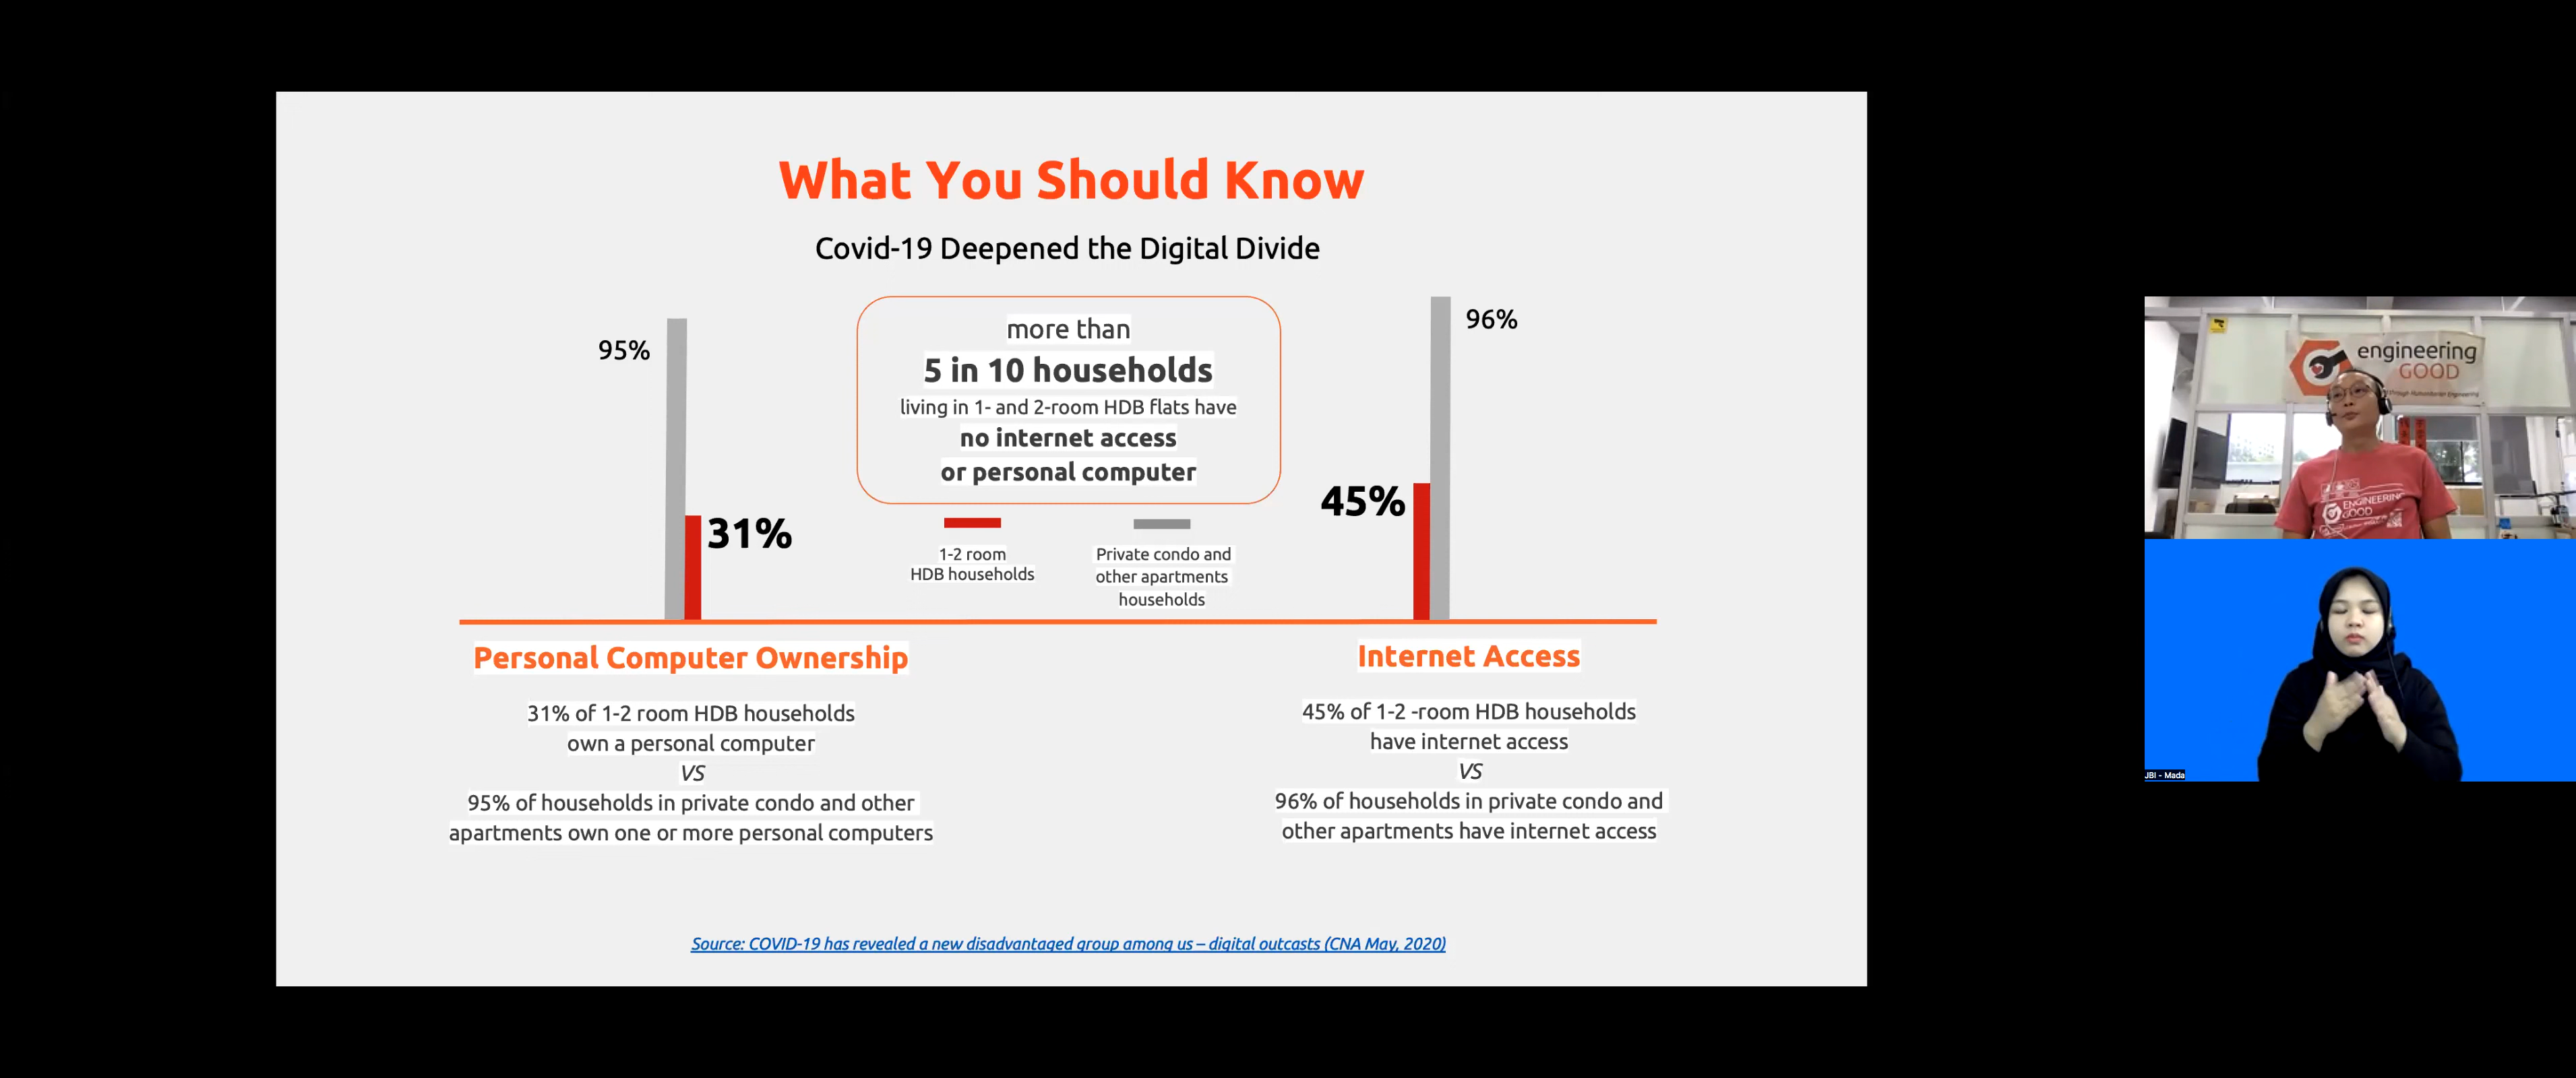 What You Should Know
Covid-19 Deepened the Digital Divide
95%
31%
more than
5 in 10 households
living in 1- and 2-room HDB flats have
no internet access
or personal computer
1-2 room
HDB households
Private condo and
other apartments
households
45%
96%
Personal Computer Ownership
31% of 1-2 room HDB households
own a personal computer
VS
95% of households in private condo and other
apartments own one or more personal computers
Internet Access
45% of 1-2 -room HDB households
have internet access
VS
96% of households in private condo and
other apartments have internet access
Source: COVID-19 has revealed a new disadvantaged group among us – digital outcasts (CNA May, 2020)
engineering
GOOD
through Humanitarian Engineering
ENGINEERING
GOOD
JBI - Mada